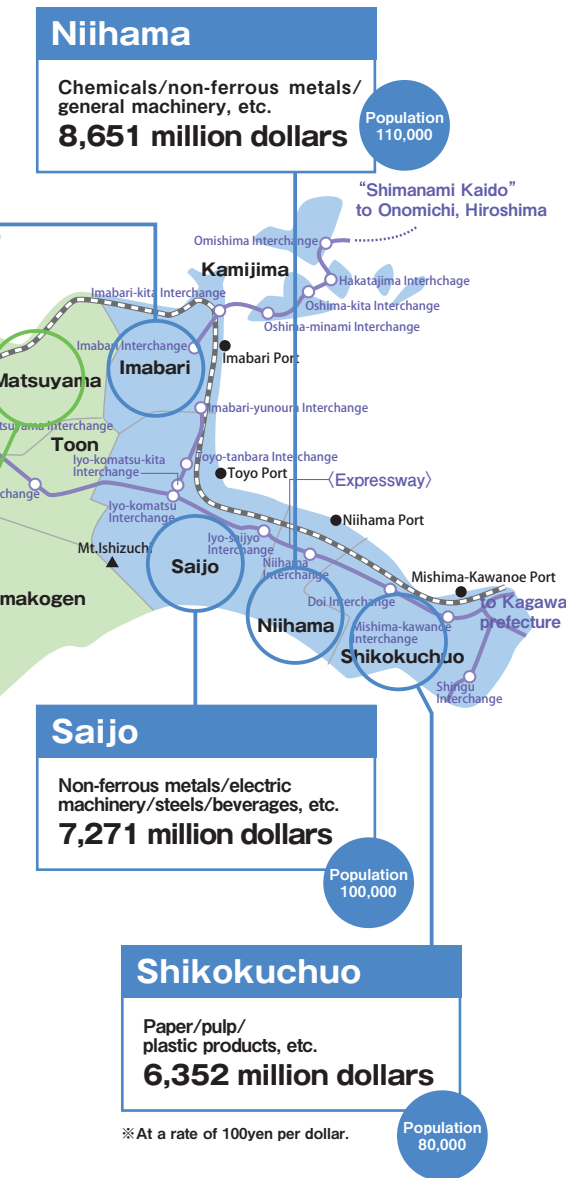 Niihama
Chemicals/non-ferrous metals/
general machinery, etc.
8,651 million dollars
Population
110,000
“Shimanami Kaido”
to Onomichi, Hiroshima
Omishima Interchange
Kamijima
Hakatajima Interhchage
Imabari-kita Interchange
Oshima-kita Interchange
Oshima-minami Interchange
Imabari Interchange
Imabari Port
Imabari
Matsuyama
Imabari-yunoura Interchange
Interchange
Toon
Toyo-tanbara Interchange
Iyo-komatsu-kita
Interchange
Toyo Port
〈Expressway〉
change
Iyo-komatsu
Interchange
Niihama Port
Iyo-saijyo
Interchange
Mt.Ishizuchi
Saijo
Niihama
Interchange
Mishima-Kawanoe Port
makogen
Doi Interchange
to Kagawa
prefecture
Niihama
Mishima-kawanoe
Interchange
Shikokuchuo
Shingu
Interchange
Saijo
Non-ferrous metals/electric
machinery/steels/beverages, etc.
7,271 million dollars
Population
100,000
Shikokuchuo
Paper/pulp/
plastic products, etc.
6,352 million dollars
※At a rate of 100yen per dollar.
Population
80,000